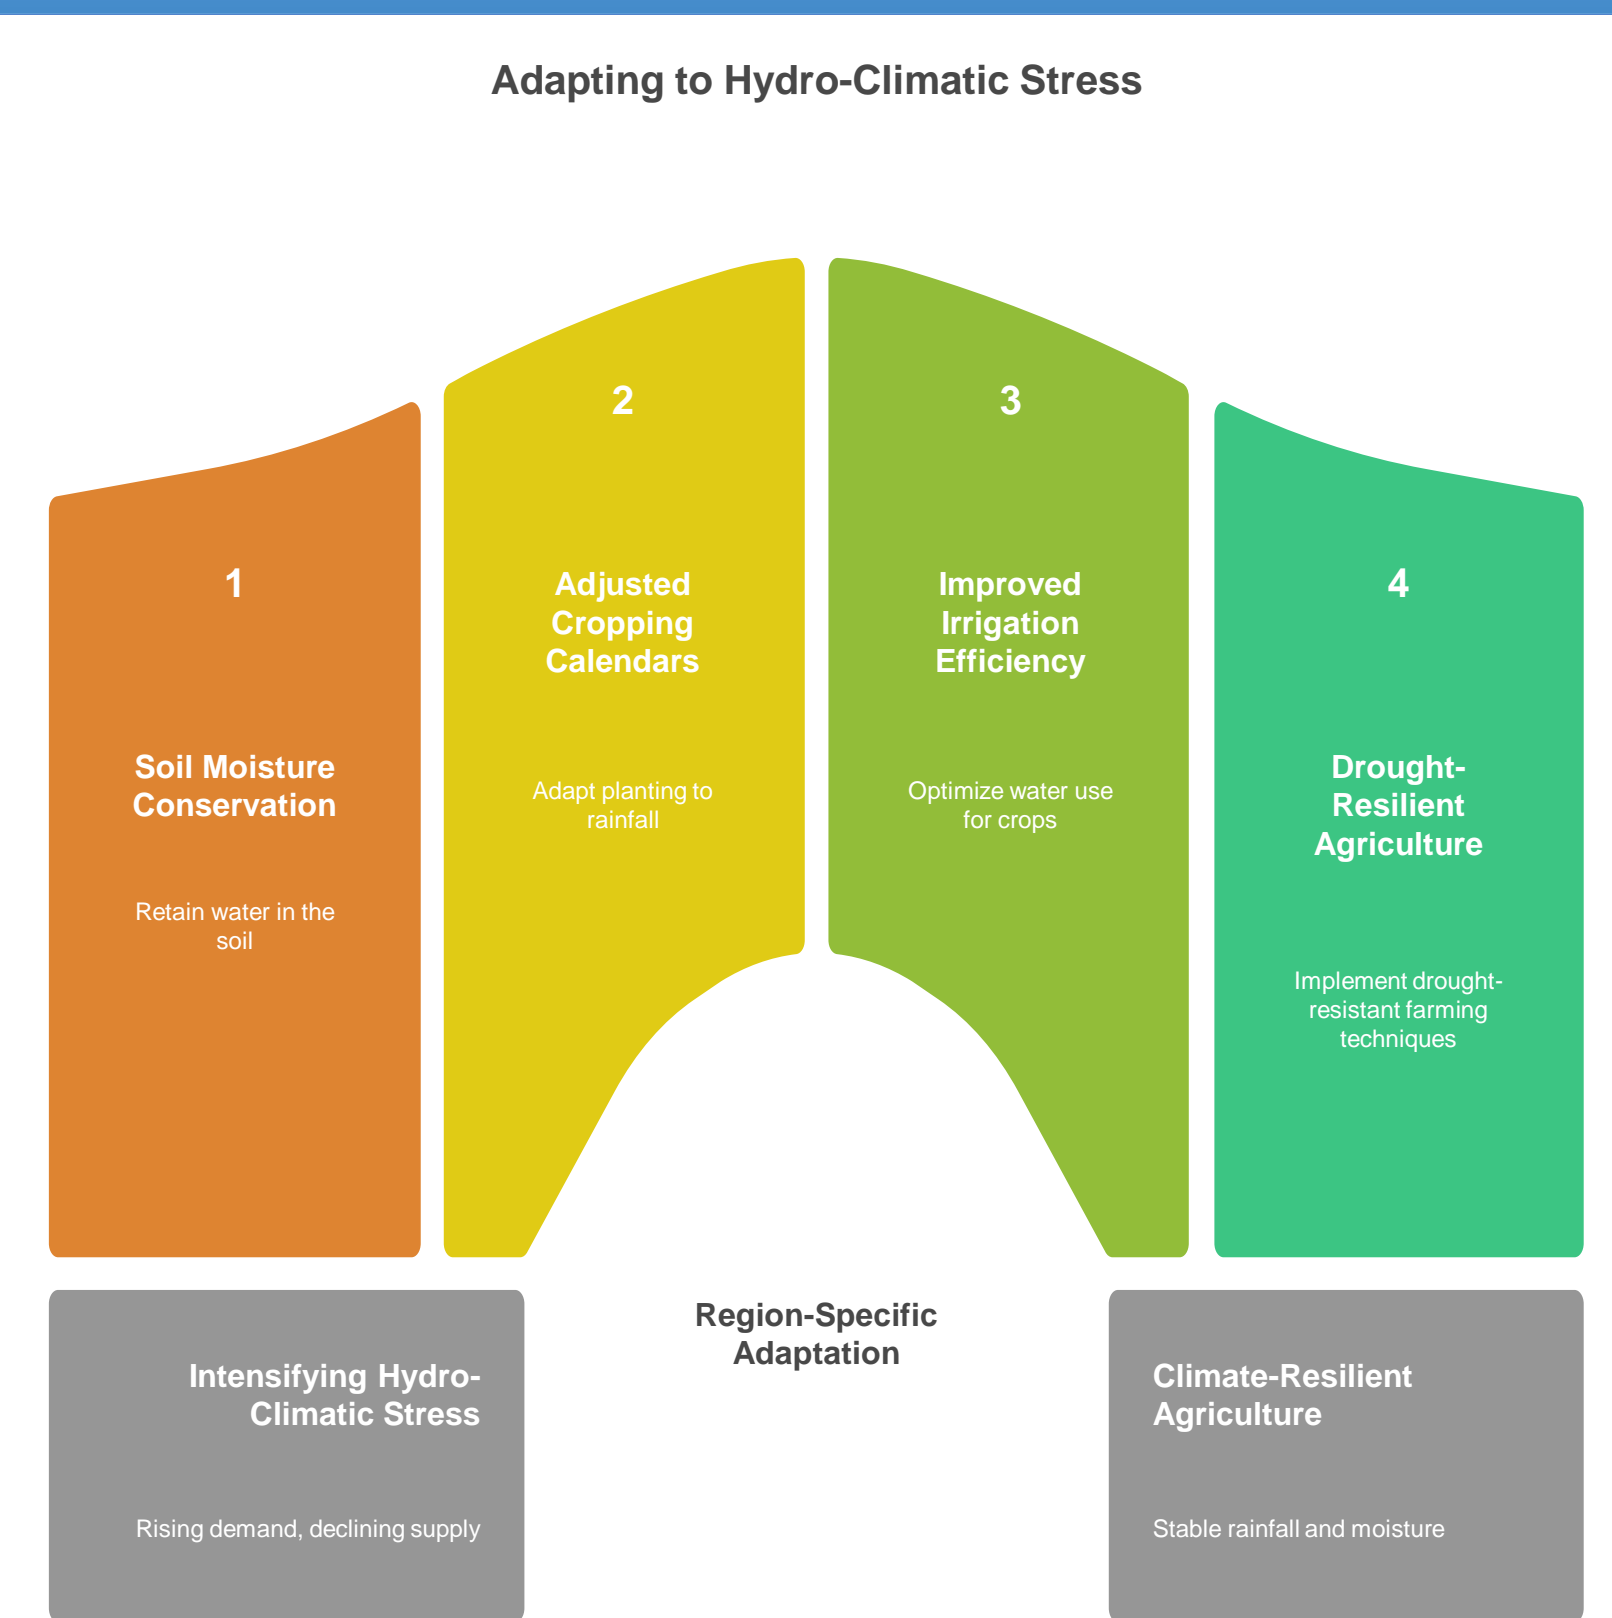 Adapting to Hydro-Climatic Stress
1
Soil Moisture
Conservation
Retain water in the
soil
2
Adjusted
Cropping
Calendars
Adapt planting to
rainfall
3
Improved
Irrigation
Efficiency
Optimize water use
for crops
4
Drought-
Resilient
Agriculture
Implement drought-
resistant farming
techniques
Intensifying Hydro-
Climatic Stress
Rising demand, declining supply
Region-Specific
Adaptation
Climate-Resilient
Agriculture
Stable rainfall and moisture